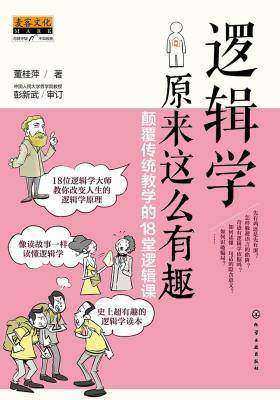 麦客文化
MARK
逻辑学
原来这么有趣
颠覆传统教学的18堂逻辑课
董桂萍／著
中国人民大学哲学院教授
彭新武／审订
18位逻辑学大师
教你改变人生的
逻辑学原理
像读故事一样
读懂逻辑学
史上超有趣的
逻辑学读本
化学工业出版社